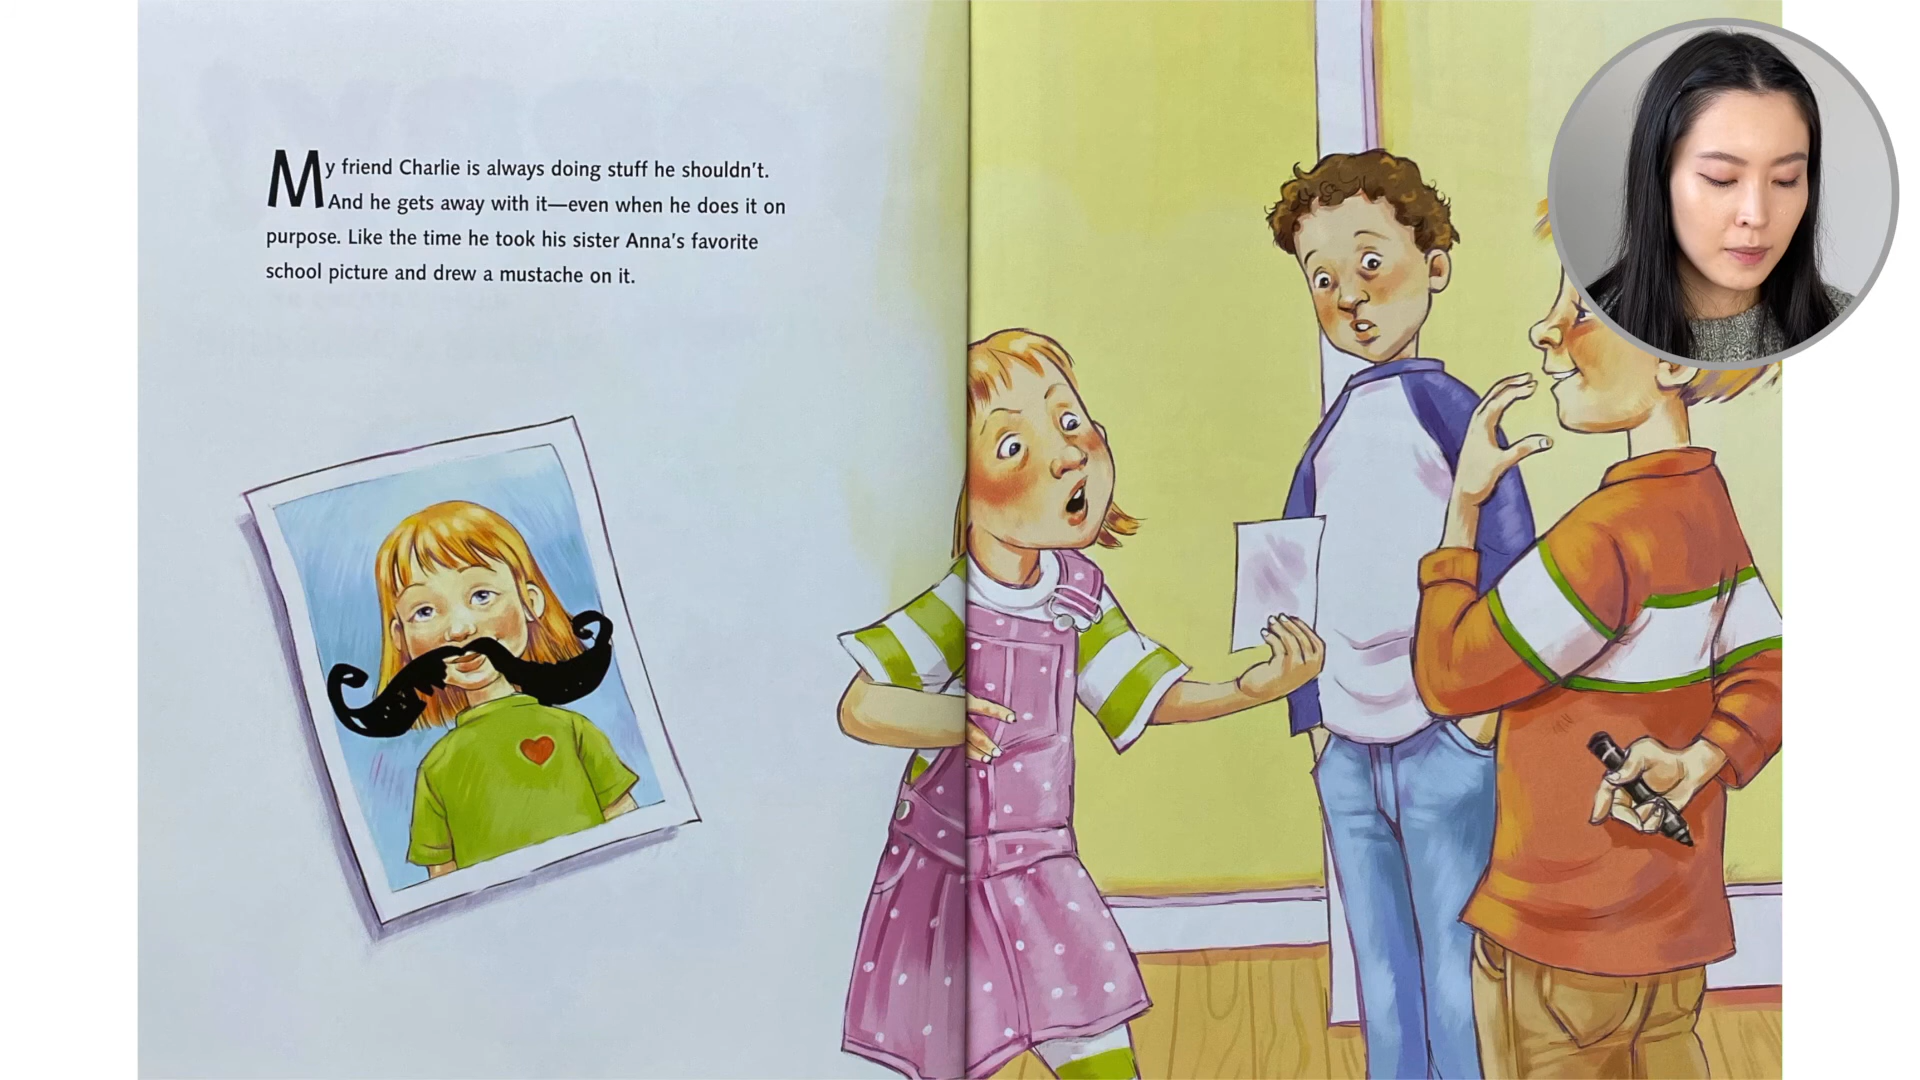 My friend Charlie is always doing stuff he shouldn't.
And he gets away with it—even when he does it on
purpose. Like the time he took his sister Anna's favorite
school picture and drew a mustache on it.